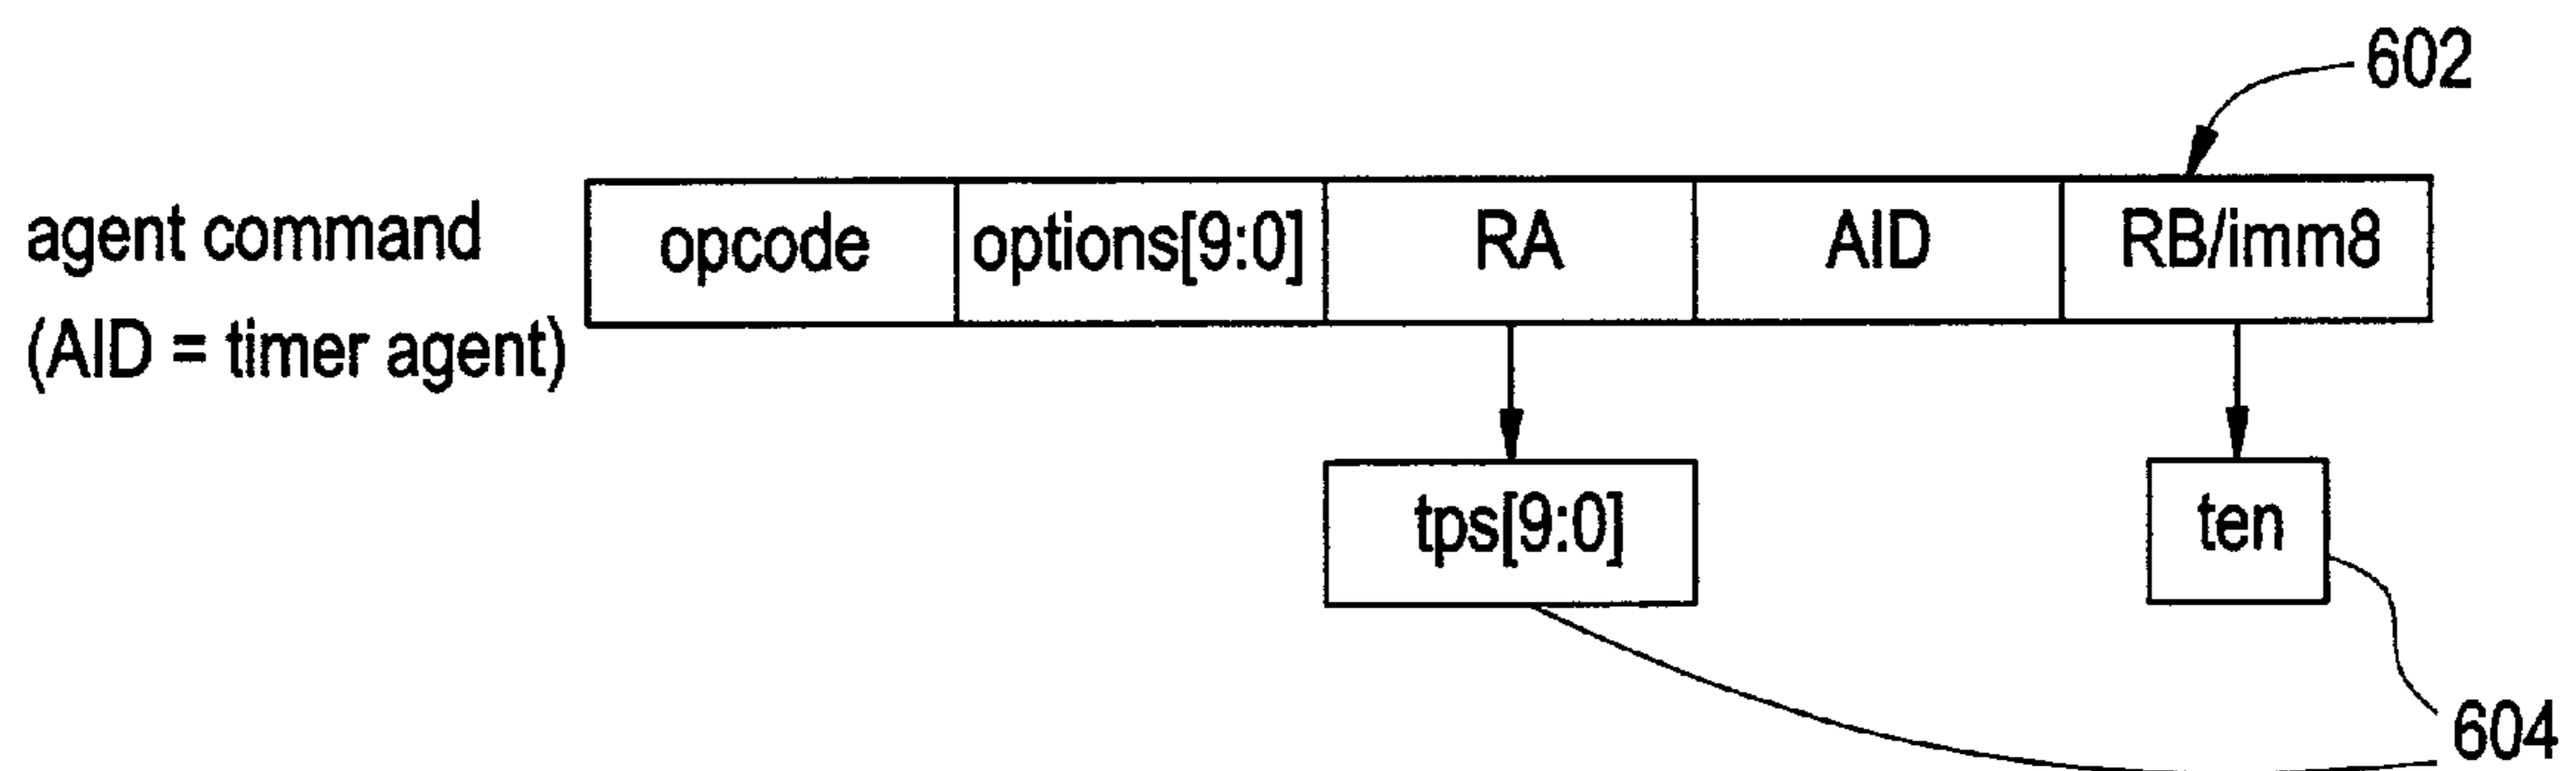 602
agent command
(AID = timer agent)
opcode options[9:0] RA AID RB/imm8
tps[9:0] ten
604